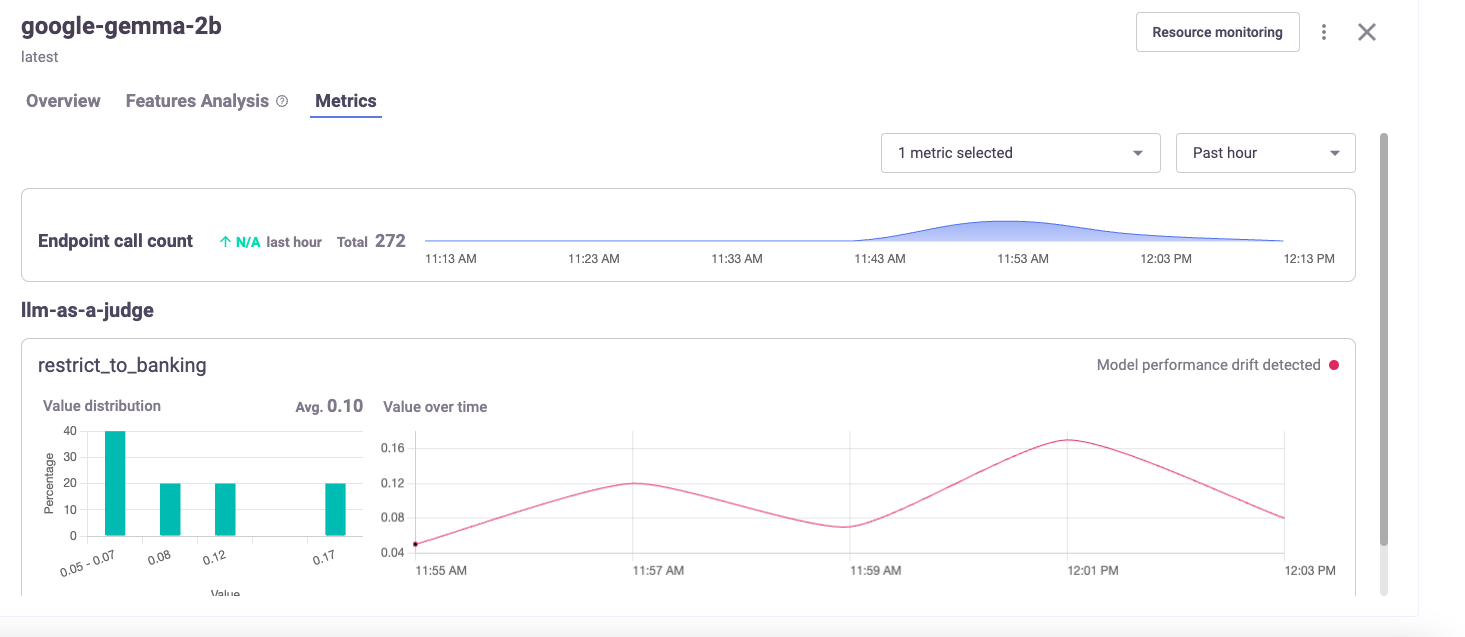 google-gemma-2b
Resource monitoring
latest
Overview Features Analysis ? Metrics
1 metric selected Past hour
Endpoint call count ↑ N/A last hour Total 272
11:13 AM 11:23 AM 11:33 AM 11:43 AM 11:53 AM 12:03 PM 12:13 PM
llm-as-a-judge
restrict_to_banking Model performance drift detected
Value distribution Avg. 0.10
40
30
20
10
0
Percentage
0.05 - 0.07 0.08 0.12 0.17
Value
Value over time
0.16
0.12
0.08
0.04
11:55 AM 11:57 AM 11:59 AM 12:01 PM 12:03 PM